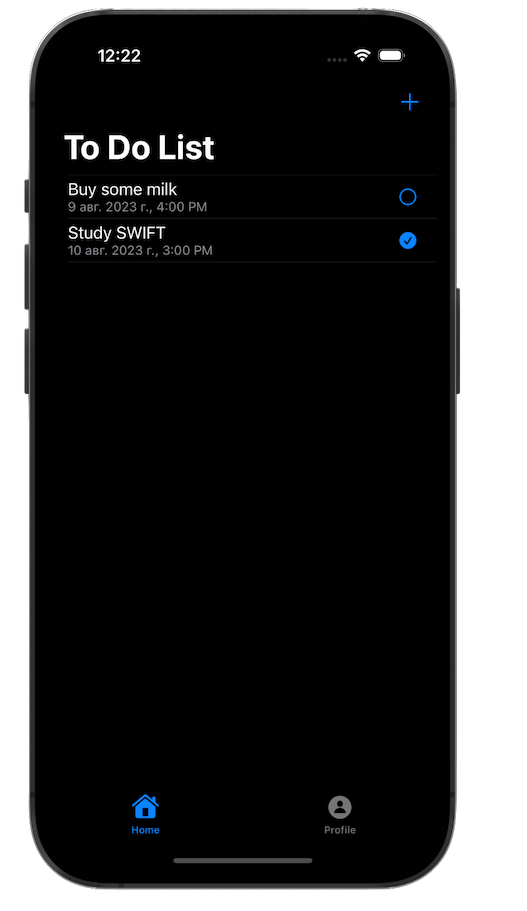 12:22
To Do List
Buy some milk
9 авг. 2023 г., 4:00 PM
Study SWIFT
10 авг. 2023 г., 3:00 PM
Home
Profile